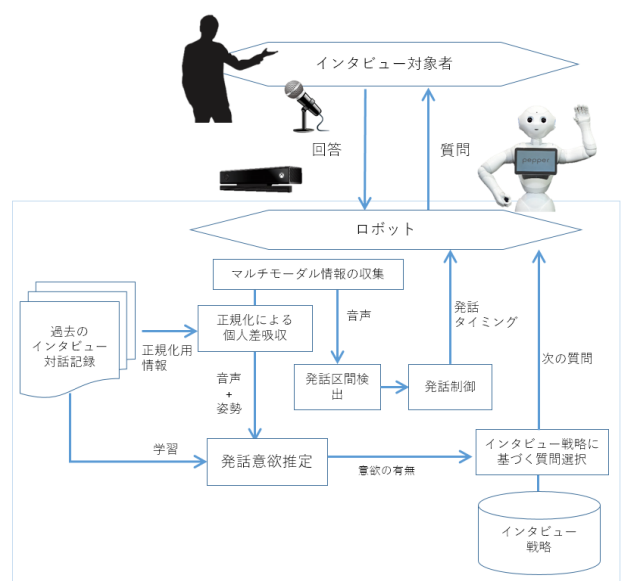 インタビュー対象者
回答
質問
pepper
ロボット
マルチモーダル情報の収集
過去の
インタビュー
対話記録
正規化用
情報
正規化による
個人差吸収
音声
発話
タイミング
発話区間検
出
発話制御
次の質問
音声
+
姿勢
学習
発話意欲推定
意欲の有無
インタビュー戦略に
基づく質問選択
インタビュー
戦略